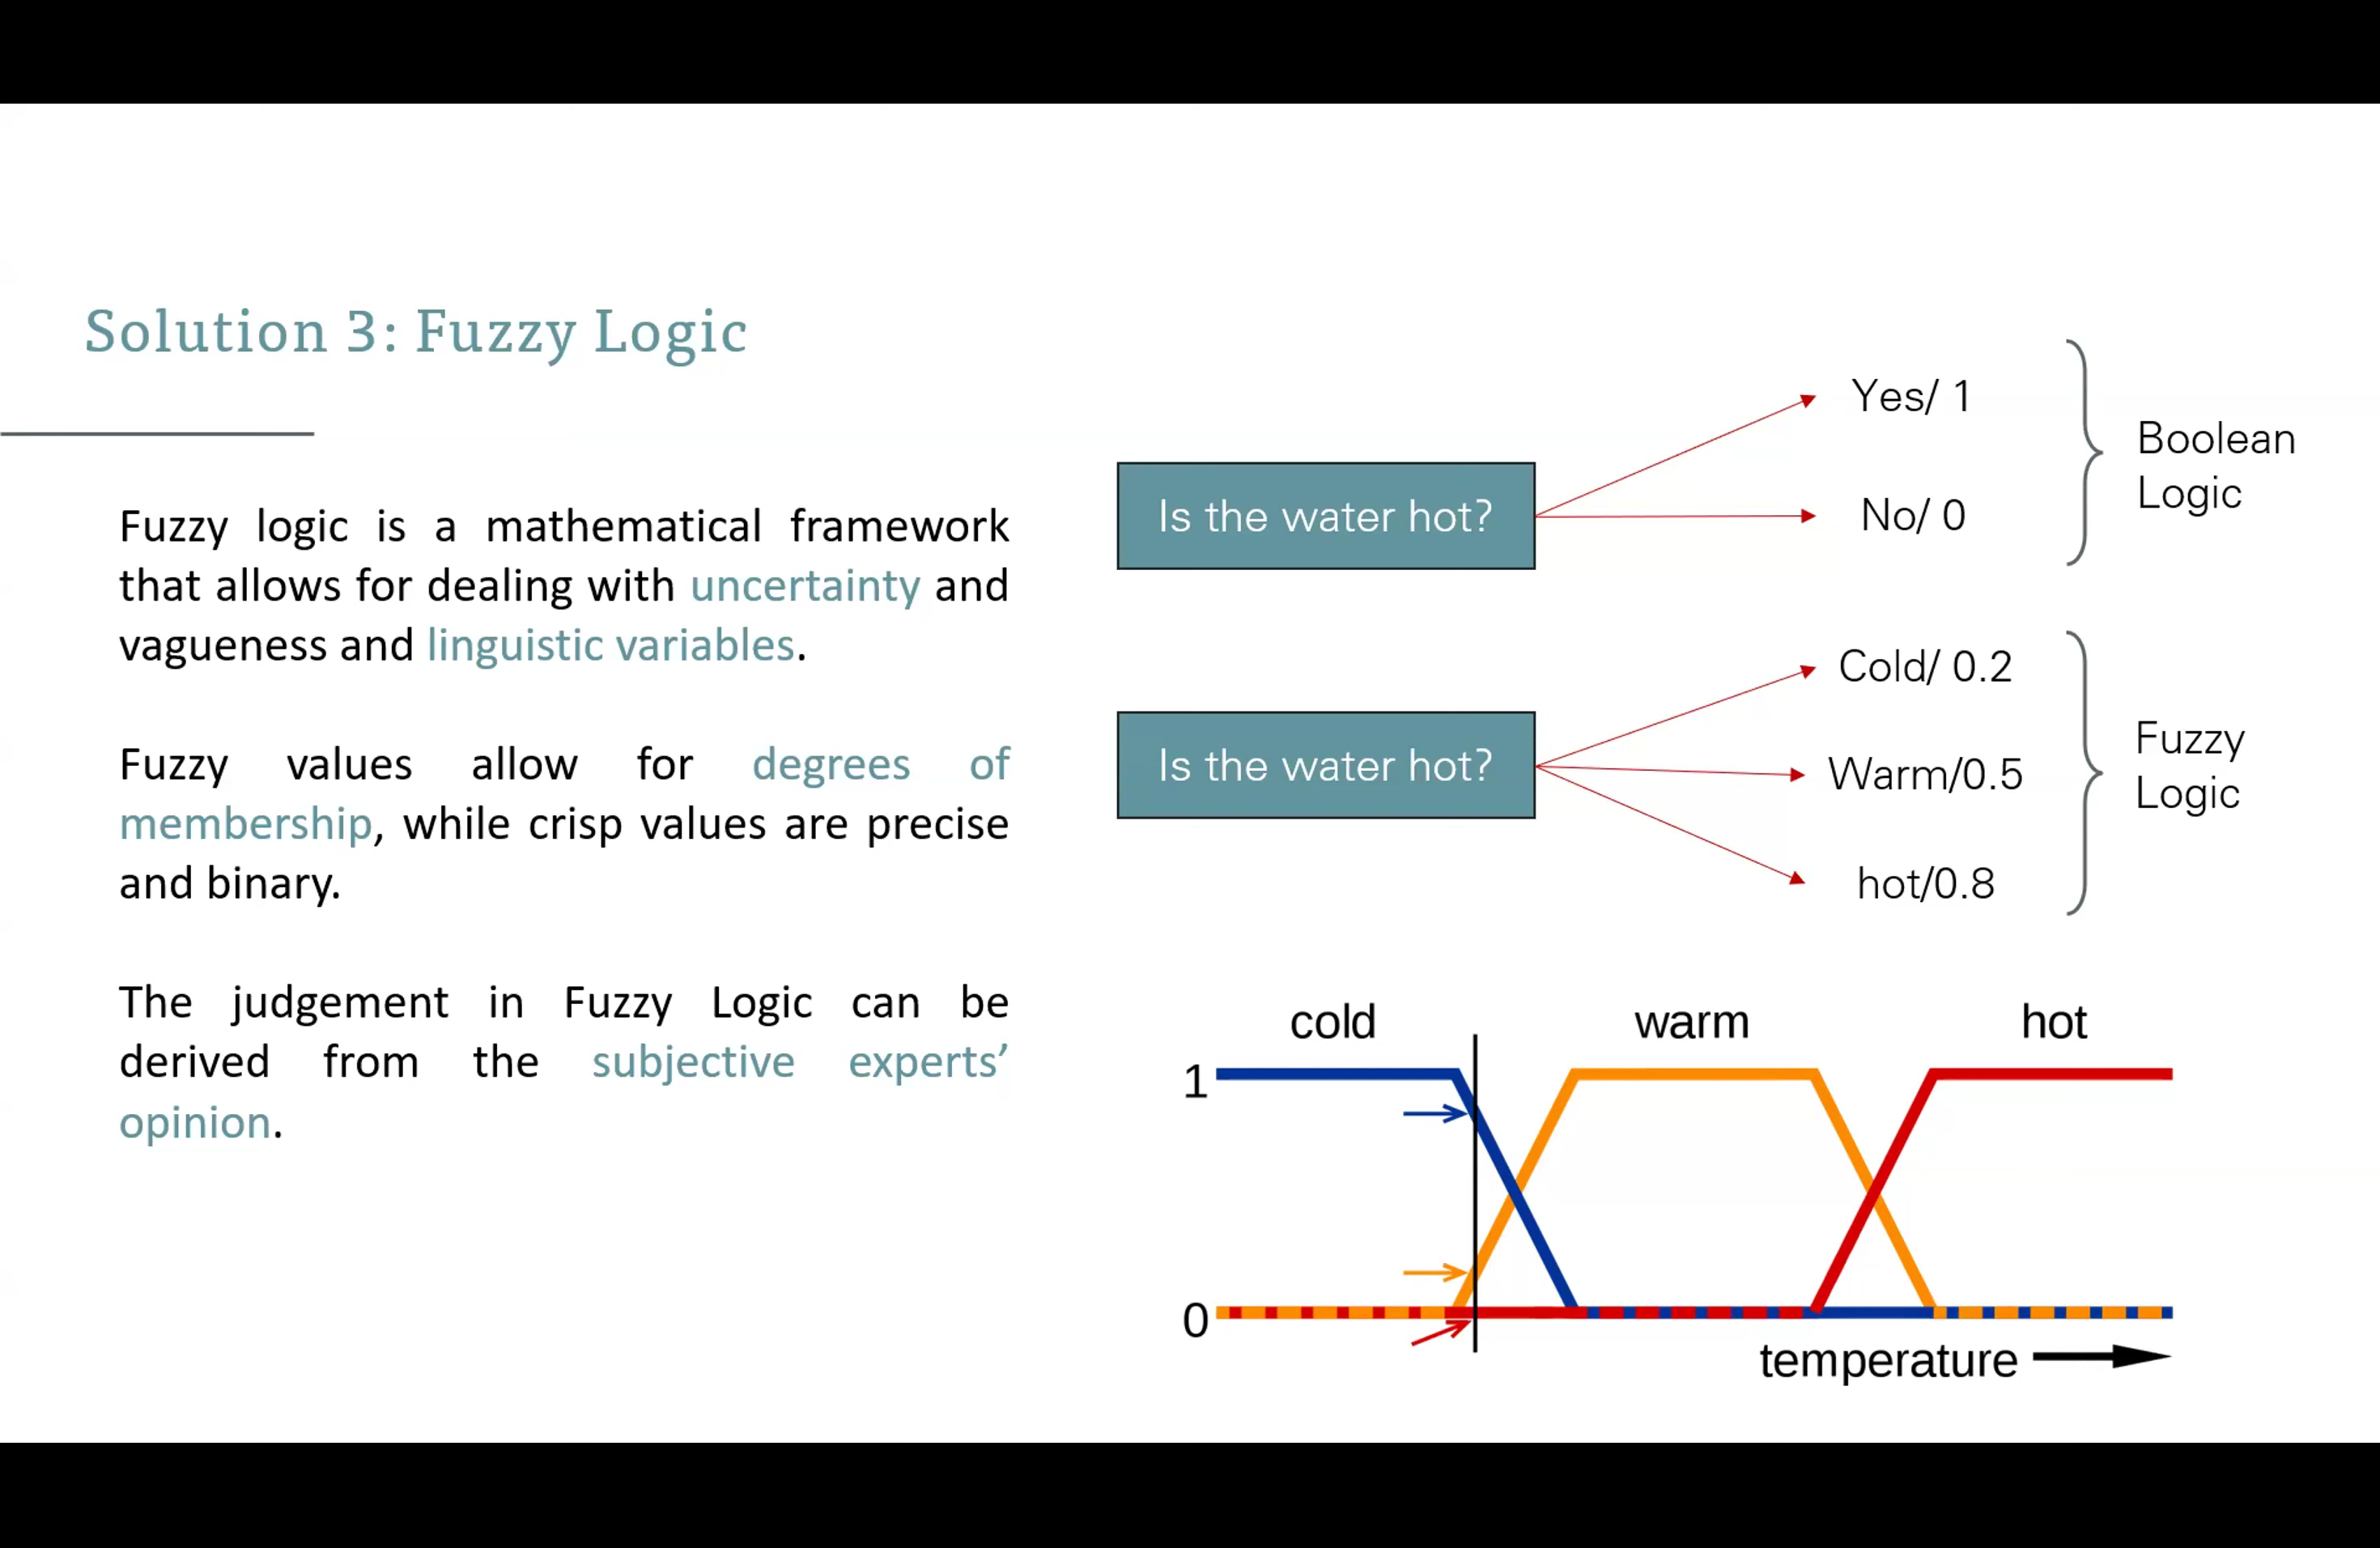 Solution 3: Fuzzy Logic
Fuzzy logic is a mathematical framework
that allows for dealing with uncertainty and
vagueness and linguistic variables.
Fuzzy values allow for degrees of
membership, while crisp values are precise
and binary.
The judgement in Fuzzy Logic can be
derived from the subjective experts’
opinion.
Is the water hot?
Yes/ 1
No/ 0
Boolean
Logic
Is the water hot?
Cold/ 0.2
Warm/0.5
hot/0.8
Fuzzy
Logic
cold warm hot
1
0
temperature